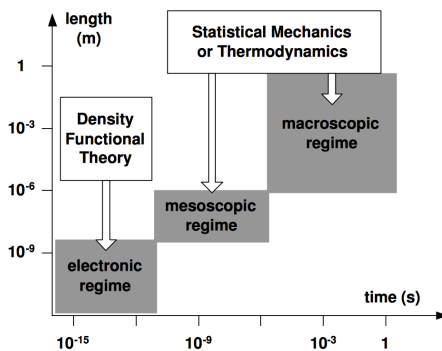 length
(m)
Statistical Mechanics
or Thermodynamics
1
Density
Functional
Theory
10⁻³
macroscopic
regime
10⁻⁶
mesoscopic
regime
10⁻⁹
electronic
regime
time (s)
10⁻¹⁵
10⁻⁹
10⁻³
1